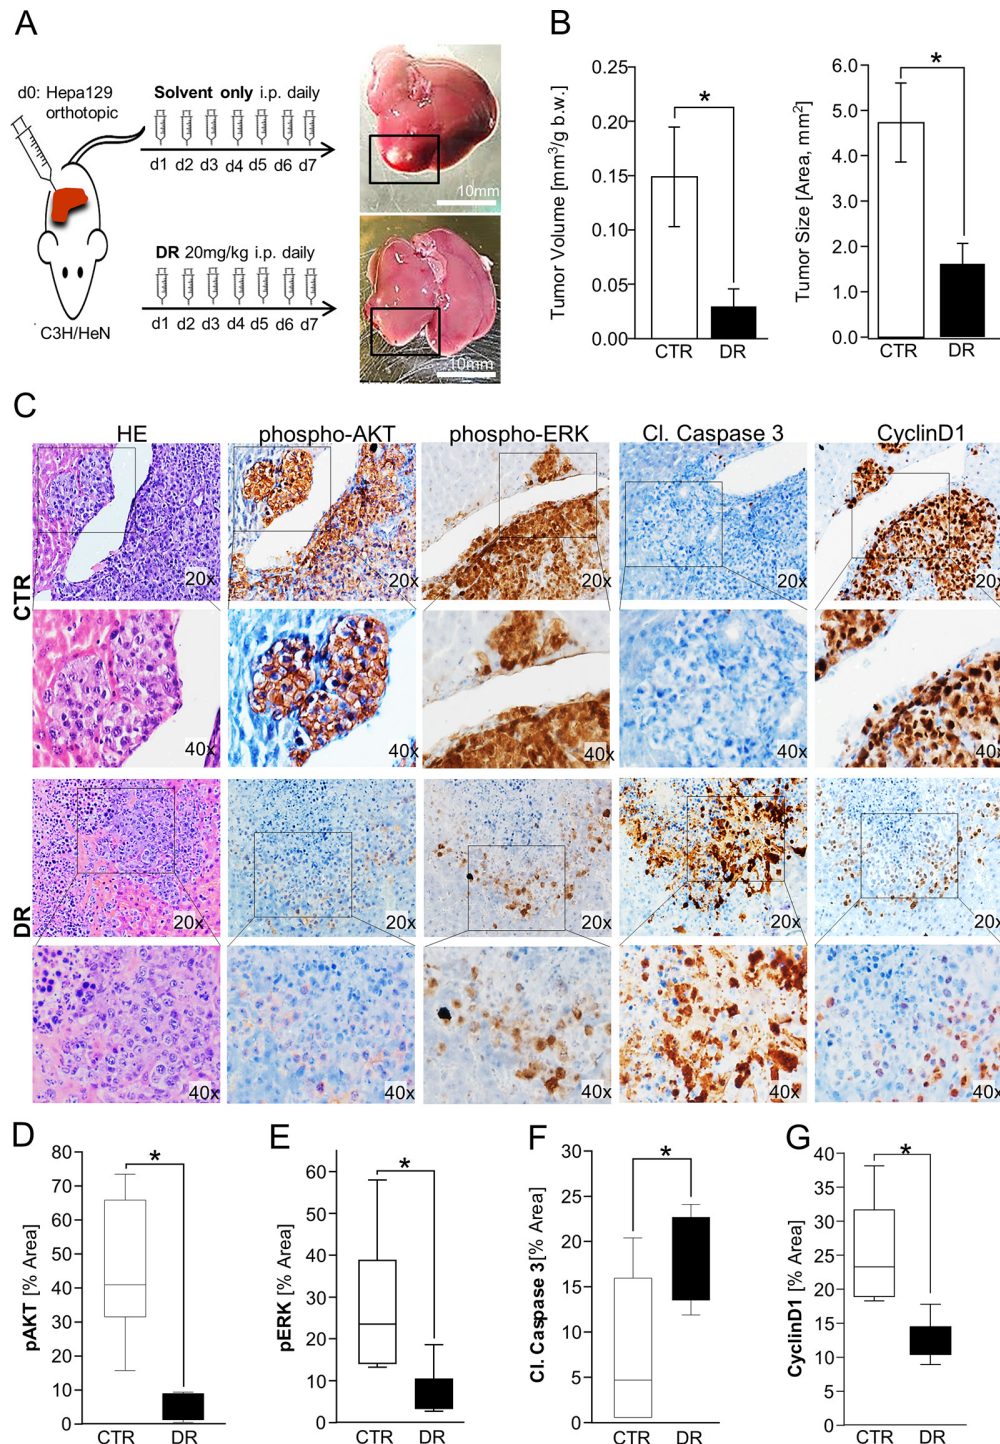 A
d0: Hepa129
orthotopic
Solvent only i.p. daily
d1 d2 d3 d4 d5 d6 d7
DR 20mg/kg i.p. daily
d1 d2 d3 d4 d5 d6 d7
C3H/HeN
10mm
10mm
B
Tumor Volume [mm³/g b.w.]
0.25
0.20
0.15
0.10
0.05
0.00
*
CTR DR
Tumor Size [Area, mm²]
6.0
5.0
4.0
3.0
2.0
1.0
0.0
*
CTR DR
C
HE phospho-AKT phospho-ERK Cl. Caspase 3 CyclinD1
CTR
20x 20x 20x 20x 20x
40x 40x 40x 40x 40x
DR
20x 20x 20x 20x 20x
40x 40x 40x 40x 40x
D
pAKT [% Area]
80
70
60
50
40
30
20
10
0
*
CTR DR
E
pERK [% Area]
60
50
40
30
20
10
0
*
CTR DR
F
Cl. Caspase 3 [% Area]
30
25
20
15
10
5
0
*
CTR DR
G
CyclinD1 [% Area]
40
35
30
25
20
15
10
5
0
*
CTR DR